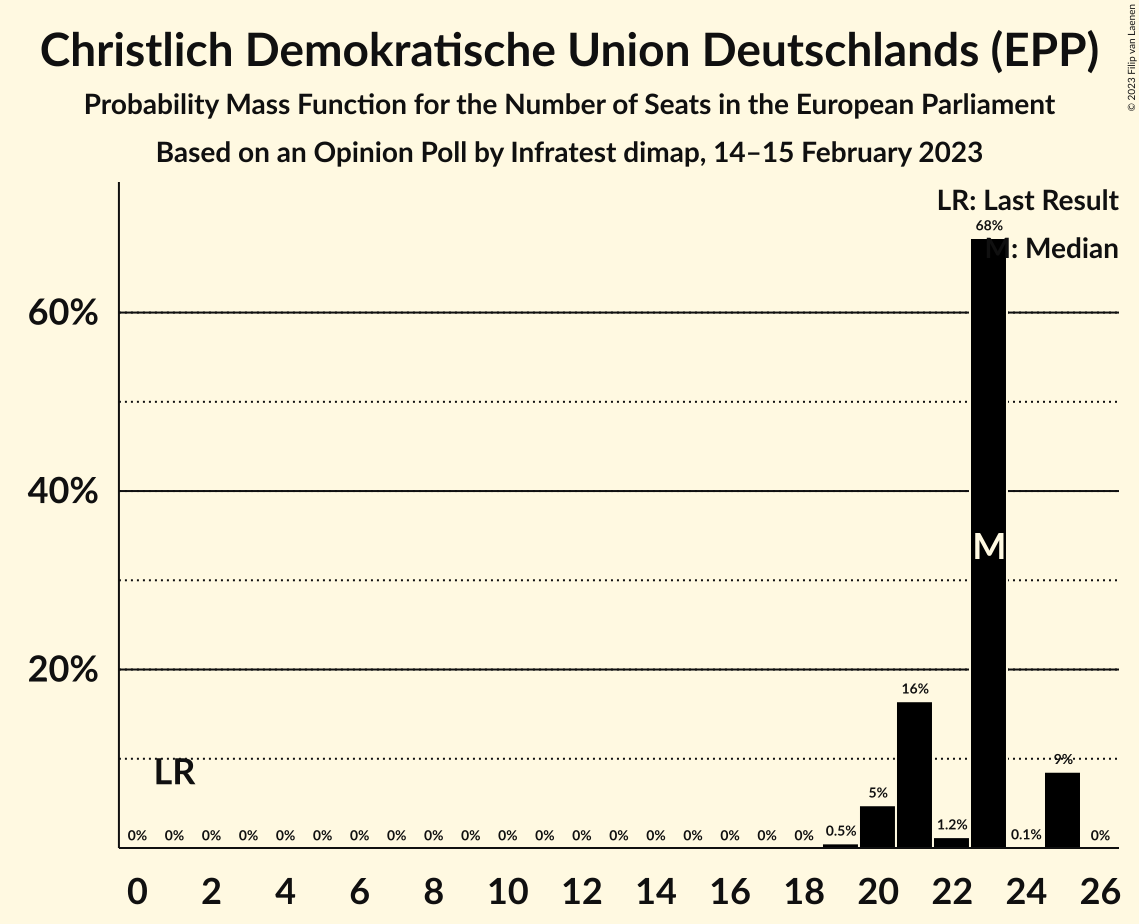 Christlich Demokratische Union Deutschlands (EPP)
Probability Mass Function for the Number of Seats in the European Parliament
Based on an Opinion Poll by Infratest dimap, 14–15 February 2023
© 2023 Filip van Laenen
LR: Last Result
68%
M: Median
60%
40%
M
20%
16%
9%
LR
5%
0% 0% 0% 0% 0% 0% 0% 0% 0% 0% 0% 0% 0% 0% 0% 0% 0% 0% 0% 0.5% 1.2% 0.1% 0%
0 2 4 6 8 10 12 14 16 18 20 22 24 26